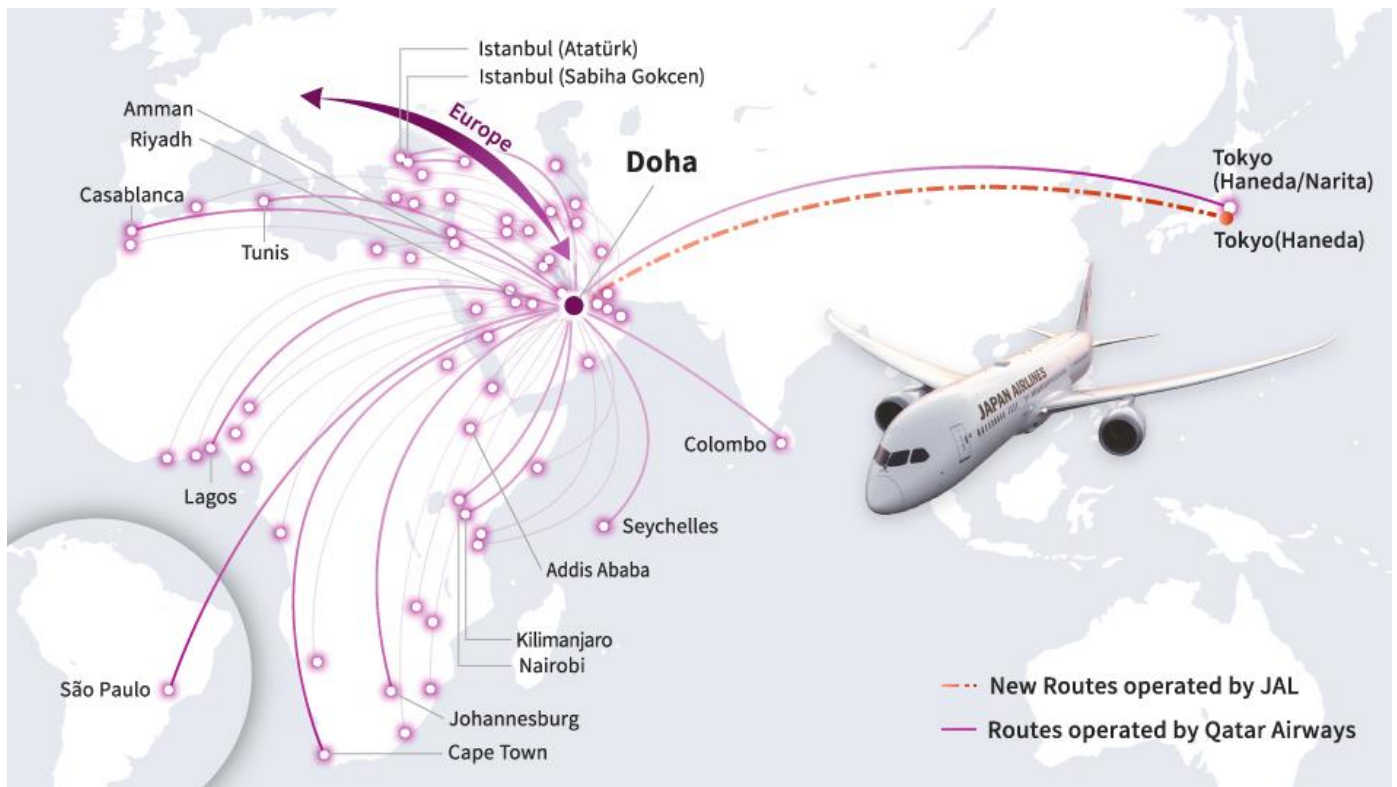 Istanbul (Atatürk)
Istanbul (Sabiha Gokcen)
Amman
Riyadh
Europe
Doha
Tokyo
(Haneda/Narita)
Casablanca
Tunis
Tokyo(Haneda)
JAPAN AIRLINES
Colombo
Lagos
Seychelles
Addis Ababa
Kilimanjaro
Nairobi
São Paulo
New Routes operated by JAL
Johannesburg
Routes operated by Qatar Airways
Cape Town